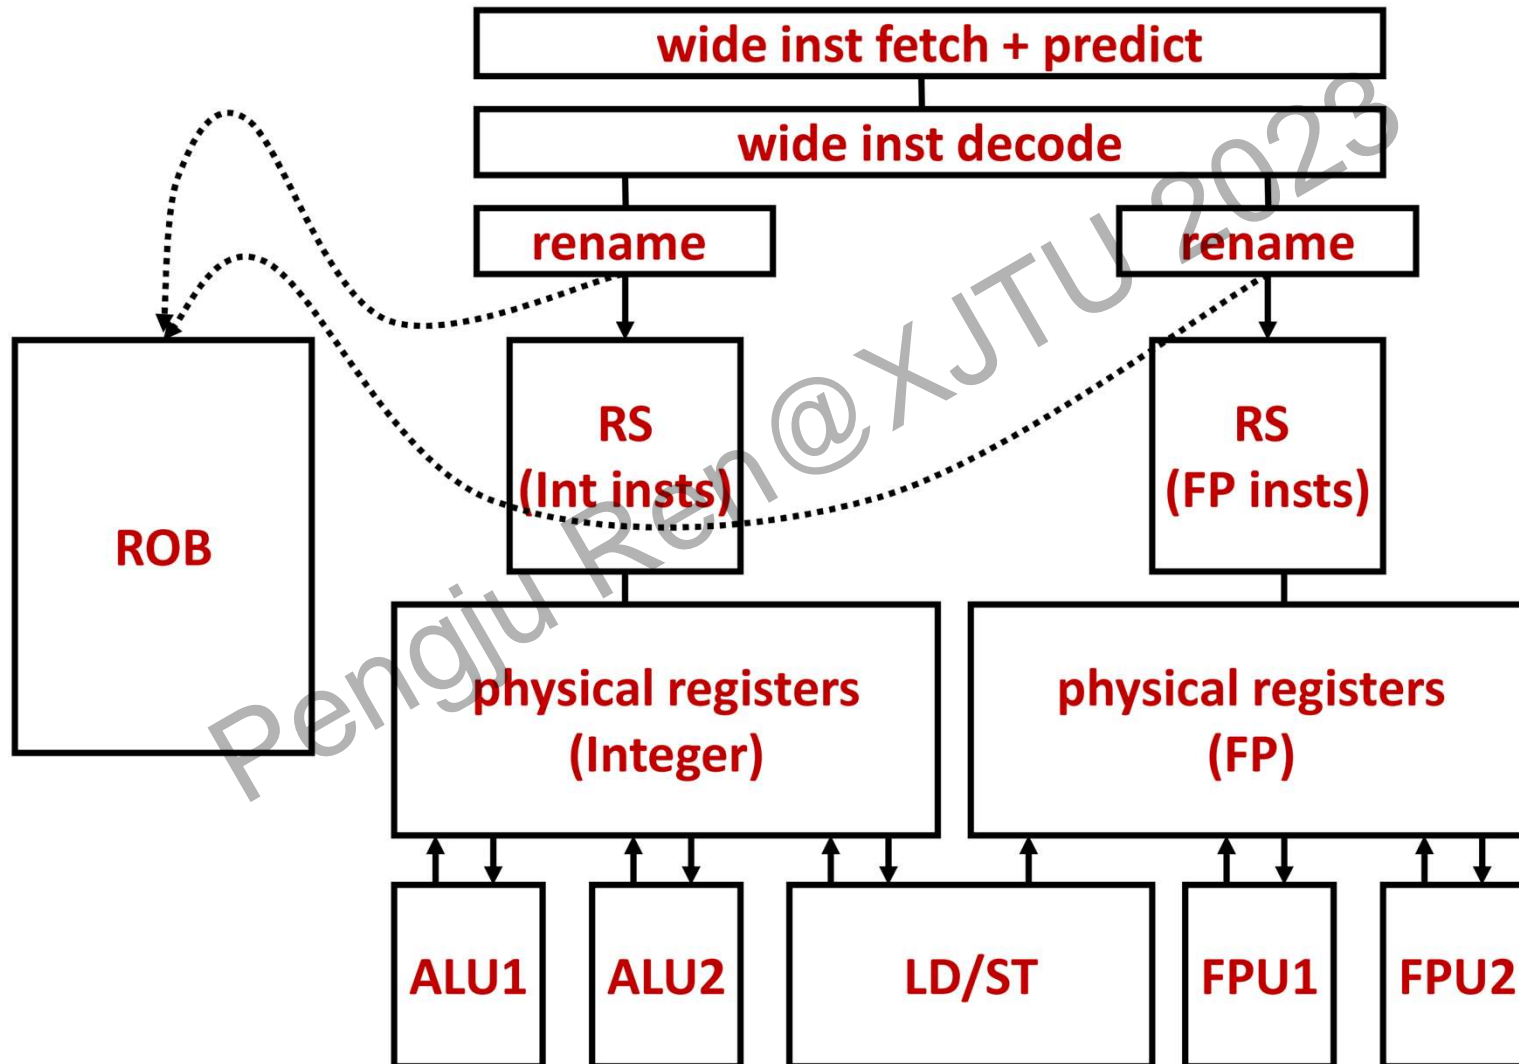 wide inst fetch + predict
wide inst decode
rename
rename
RS
(Int insts)
RS
(FP insts)
ROB
physical registers
(Integer)
physical registers
(FP)
ALU1
ALU2
LD/ST
FPU1
FPU2
Pengju Ren@XJTU 2023